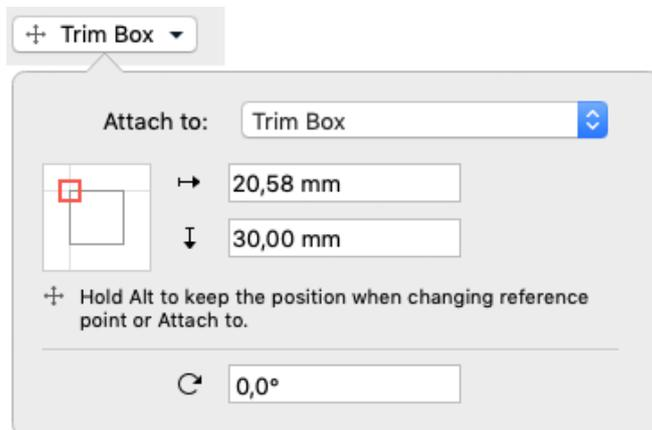 Trim Box
Attach to:
Trim Box
20,58 mm
30,00 mm
Hold Alt to keep the position when changing reference
point or Attach to.
0,0°